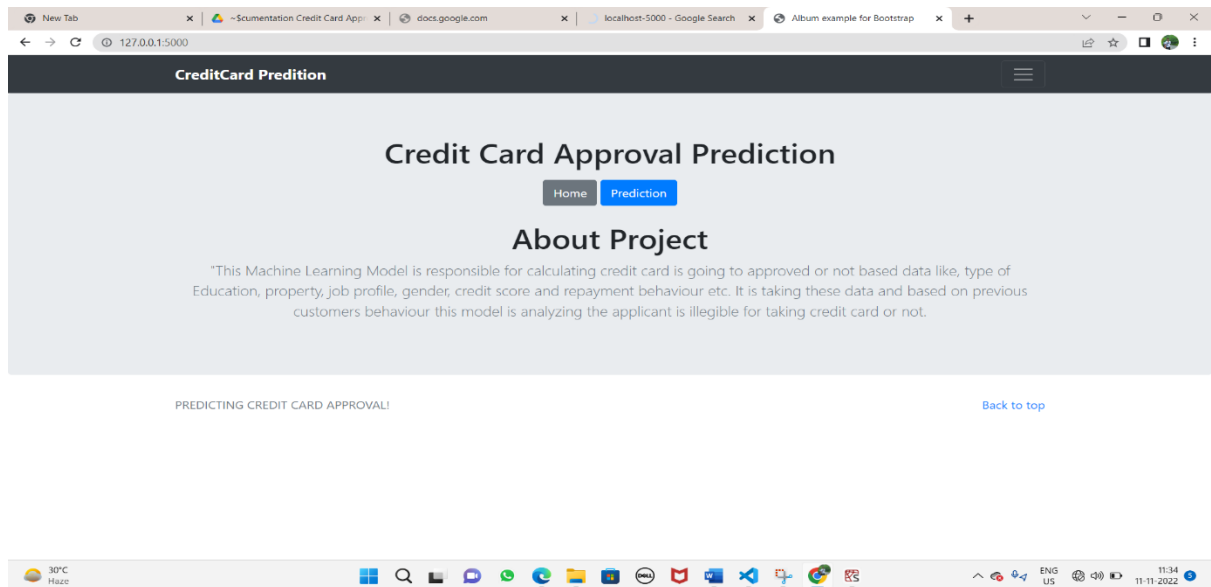 New Tab
~$cumentation Credit Card Appr
docs.google.com
localhost-5000 - Google Search
Album example for Bootstrap
127.0.0.1:5000
CreditCard Predition
Credit Card Approval Prediction
Home Prediction
About Project
"This Machine Learning Model is responsible for calculating credit card is going to approved or not based data like, type of
Education, property, job profile, gender, credit score and repayment behaviour etc. It is taking these data and based on previous
customers behaviour this model is analyzing the applicant is illegible for taking credit card or not.
PREDICTING CREDIT CARD APPROVAL!
Back to top
30°C
Haze
DELL
ENG
US
11:34
11-11-2022
5